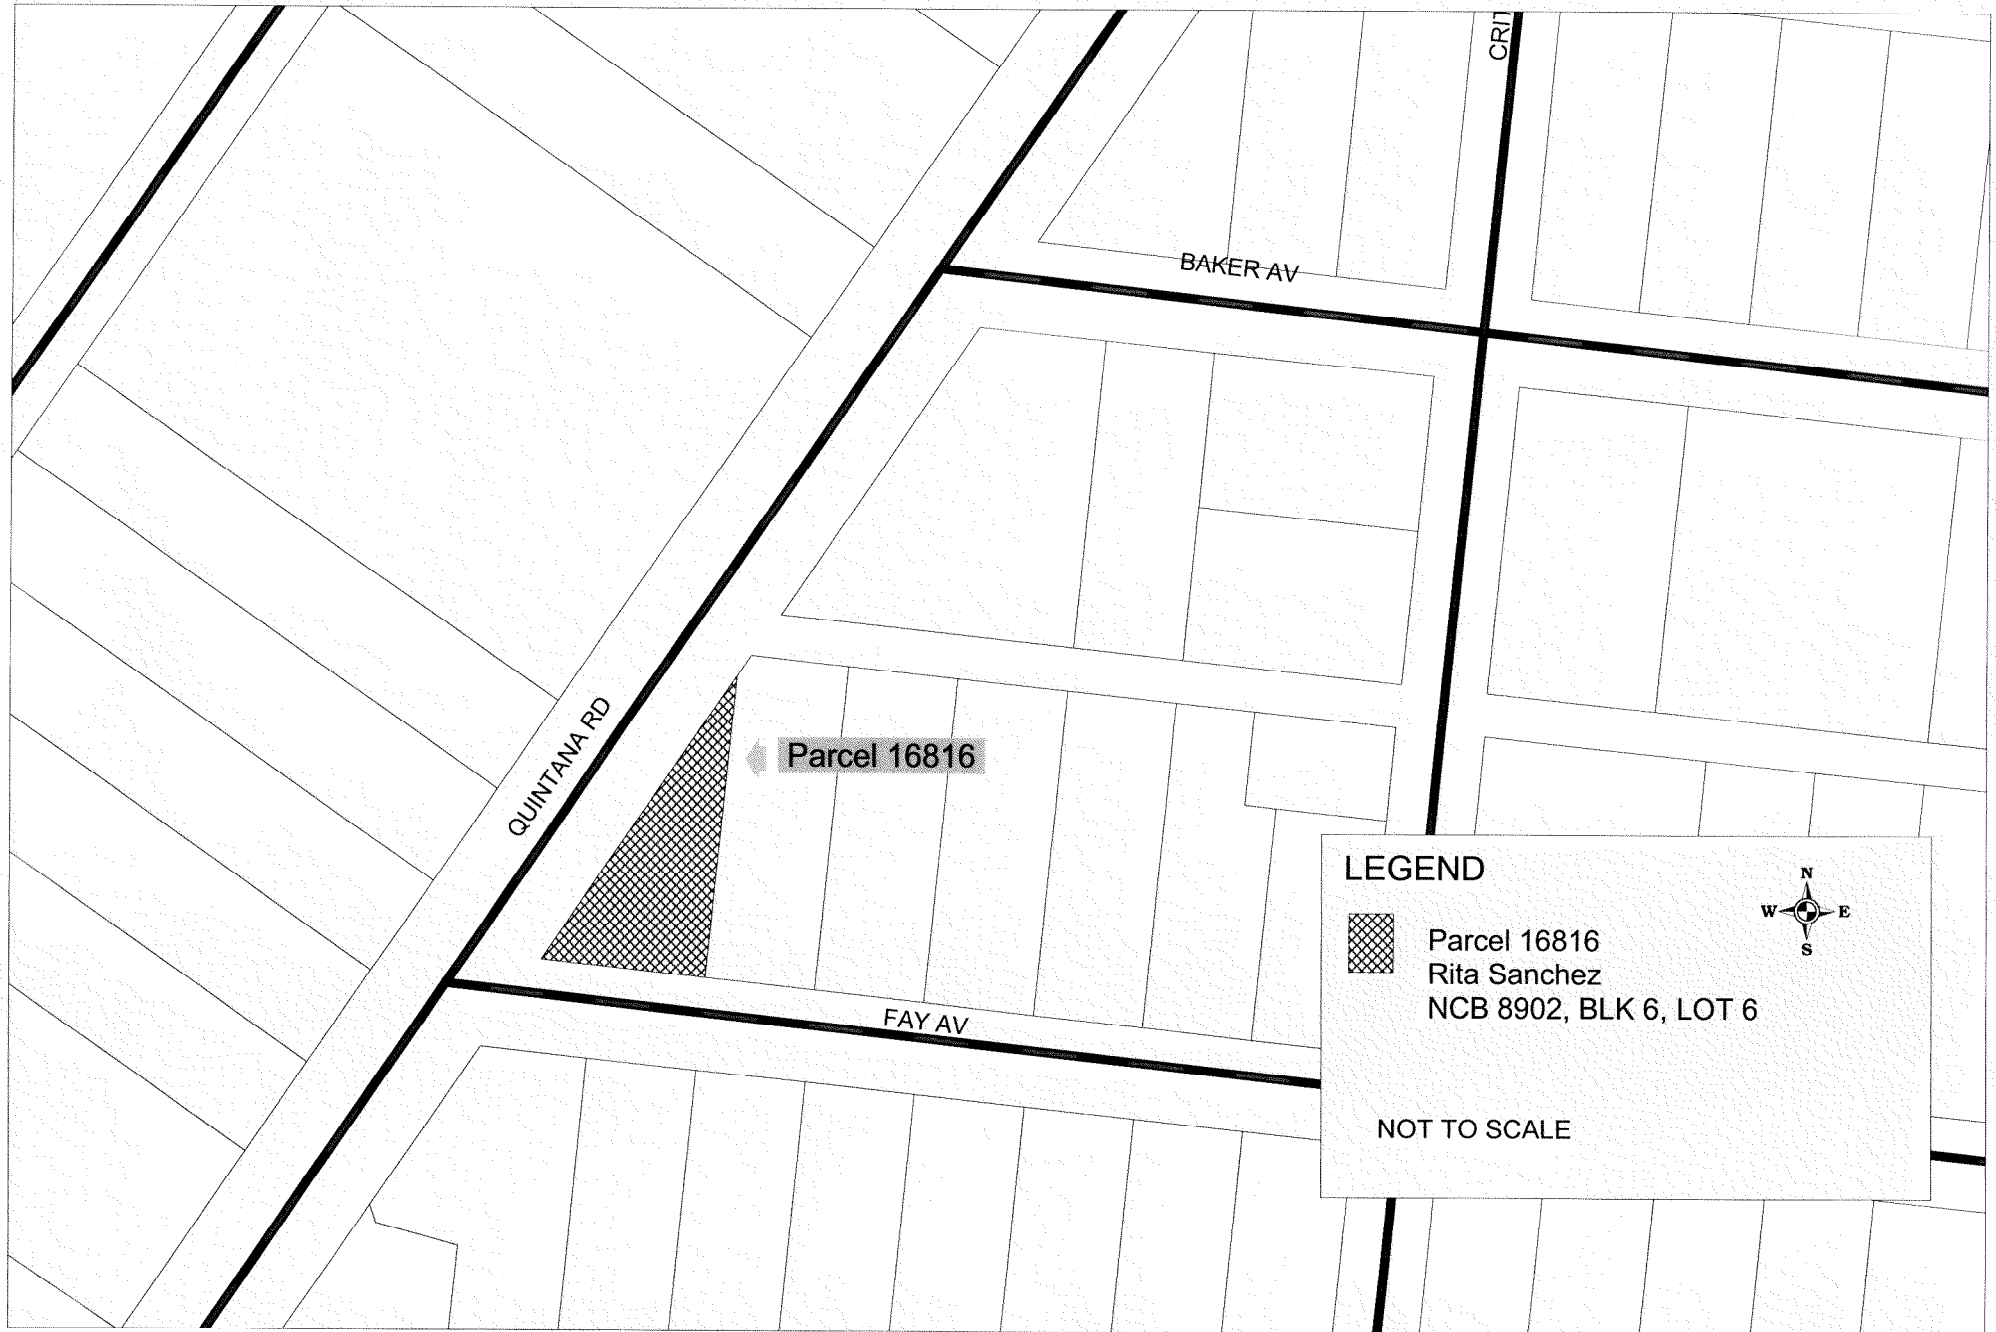 CRIT
BAKER AV
QUINTANA RD
Parcel 16816
FAY AV
LEGEND
N
W E
S
Parcel 16816
Rita Sanchez
NCB 8902, BLK 6, LOT 6
NOT TO SCALE